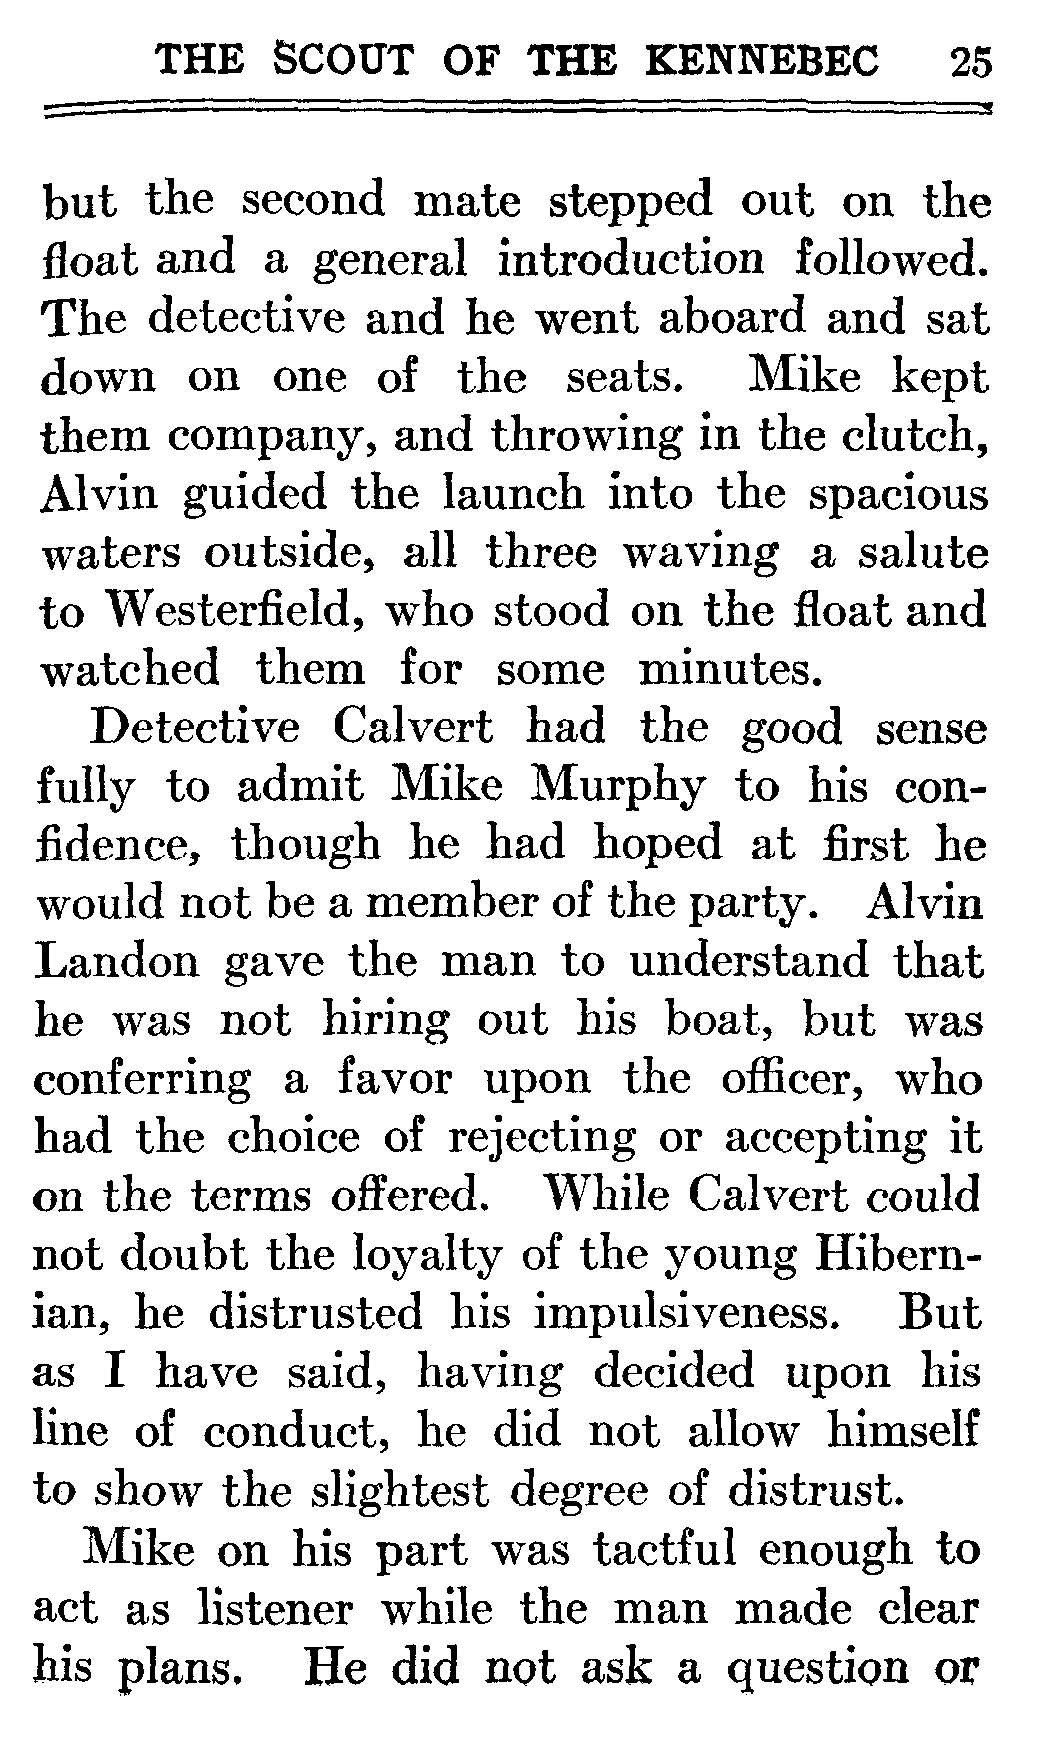 THE SCOUT OF THE KENNEBEC 25
but the second mate stepped out on the
float and a general introduction followed.
The detective and he went aboard and sat
down on one of the seats. Mike kept
them company, and throwing in the clutch,
Alvin guided the launch into the spacious
waters outside, all three waving a salute
to Westerfield, who stood on the float and
watched them for some minutes.
Detective Calvert had the good sense
fully to admit Mike Murphy to his con-
fidence, though he had hoped at first he
would not be a member of the party. Alvin
Landon gave the man to understand that
he was not hiring out his boat, but was
conferring a favor upon the officer, who
had the choice of rejecting or accepting it
on the terms offered. While Calvert could
not doubt the loyalty of the young Hibern-
ian, he distrusted his impulsiveness. But
as I have said, having decided upon his
line of conduct, he did not allow himself
to show the slightest degree of distrust.
Mike on his part was tactful enough to
act as listener while the man made clear
his plans. He did not ask a question or